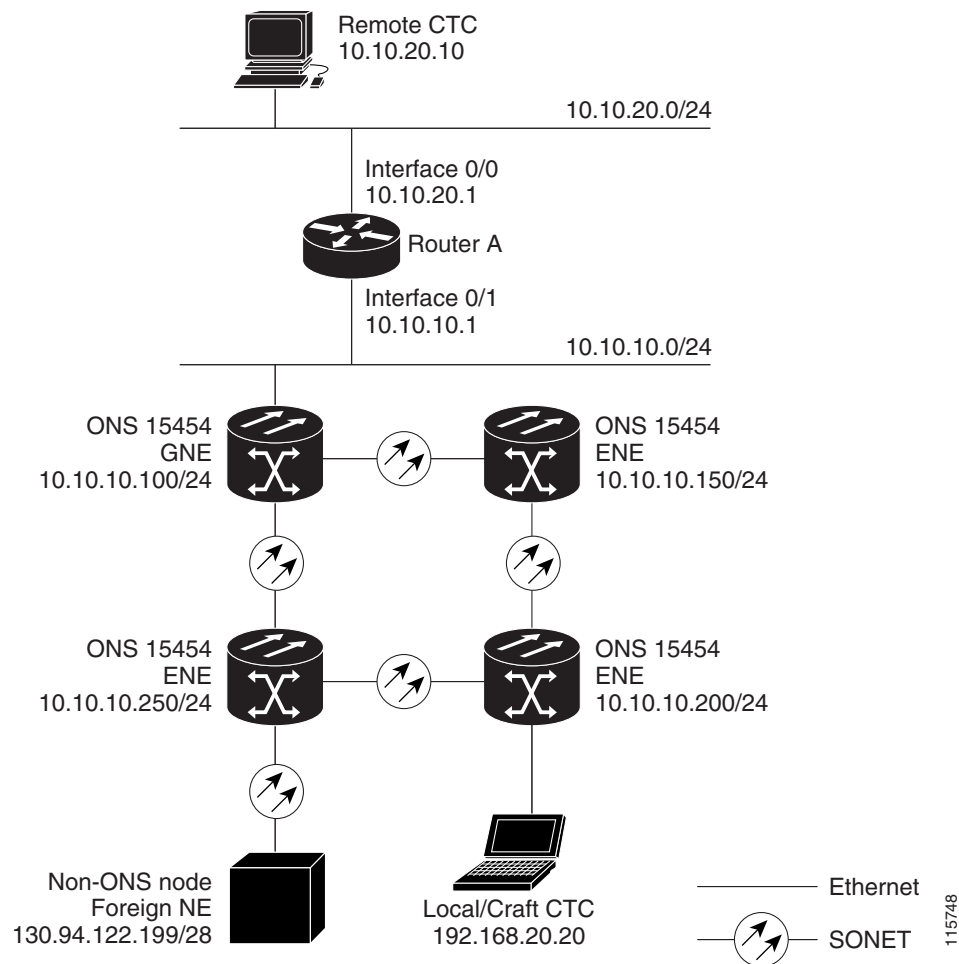 Remote CTC
10.10.20.10
10.10.20.0/24
Interface 0/0
10.10.20.1
Router A
Interface 0/1
10.10.10.1
10.10.10.0/24
ONS 15454
GNE
10.10.10.100/24
ONS 15454
ENE
10.10.10.150/24
ONS 15454
ENE
10.10.10.250/24
ONS 15454
ENE
10.10.10.200/24
Non-ONS node
Foreign NE
130.94.122.199/28
Local/Craft CTC
192.168.20.20
Ethernet
SONET
115748